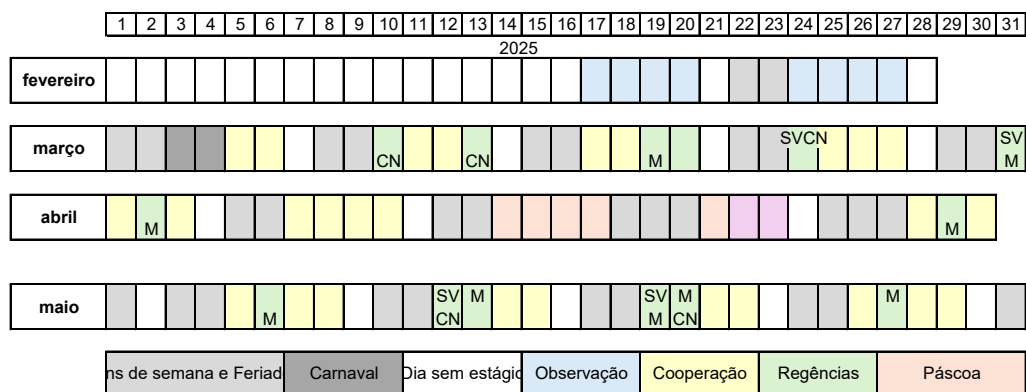 1 2 3 4 5 6 7 8 9 10 11 12 13 14 15 16 17 18 19 20 21 22 23 24 25 26 27 28 29 30 31
2025
fevereiro
SVCN SV
março CN CN M M
abril M M
SV M SV M M
maio M CN M CN
ns de semana e Feriad Carnaval Dia sem estágio Observação Cooperação Regências Páscoa